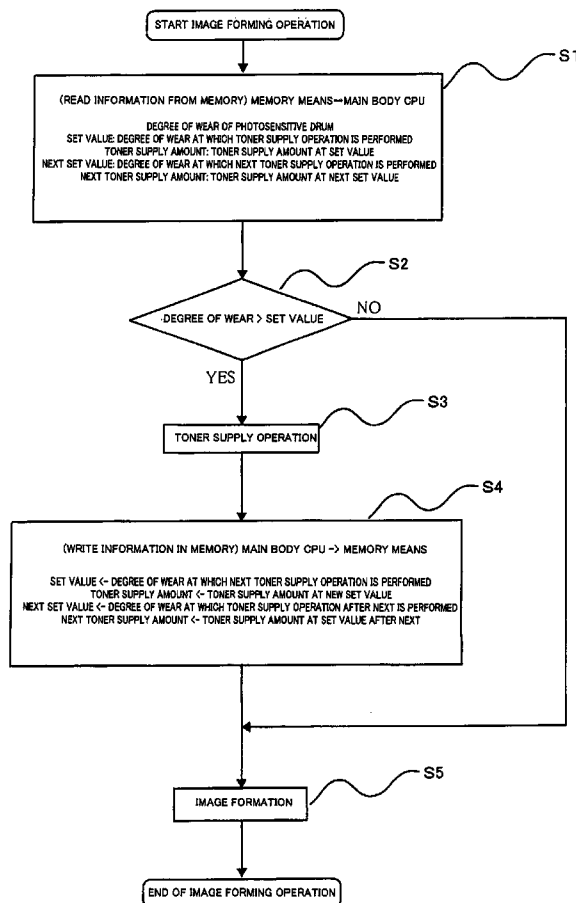 START IMAGE FORMING OPERATION
S1
(READ INFORMATION FROM MEMORY) MEMORY MEANS→MAIN BODY CPU
DEGREE OF WEAR OF PHOTOSENSITIVE DRUM
SET VALUE: DEGREE OF WEAR AT WHICH TONER SUPPLY OPERATION IS PERFORMED
TONER SUPPLY AMOUNT: TONER SUPPLY AMOUNT AT SET VALUE
NEXT SET VALUE: DEGREE OF WEAR AT WHICH NEXT TONER SUPPLY OPERATION IS PERFORMED
NEXT TONER SUPPLY AMOUNT: TONER SUPPLY AMOUNT AT NEXT SET VALUE
S2
DEGREE OF WEAR > SET VALUE
NO
YES
S3
TONER SUPPLY OPERATION
S4
(WRITE INFORMATION IN MEMORY) MAIN BODY CPU -> MEMORY MEANS
SET VALUE <- DEGREE OF WEAR AT WHICH NEXT TONER SUPPLY OPERATION IS PERFORMED
TONER SUPPLY AMOUNT <- TONER SUPPLY AMOUNT AT NEW SET VALUE
NEXT SET VALUE <- DEGREE OF WEAR AT WHICH TONER SUPPLY OPERATION AFTER NEXT IS PERFORMED
NEXT TONER SUPPLY AMOUNT <- TONER SUPPLY AMOUNT AT SET VALUE AFTER NEXT
S5
IMAGE FORMATION
END OF IMAGE FORMING OPERATION